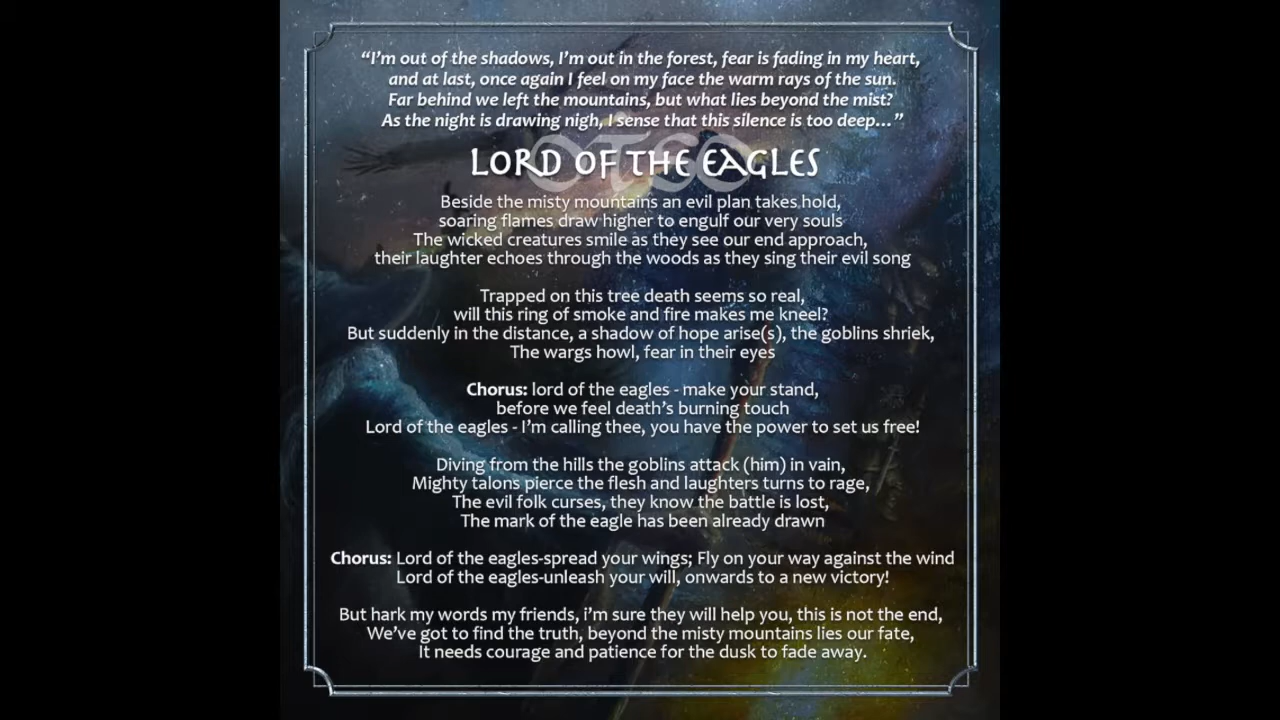 “I’m out of the shadows, I’m out in the forest, fear is fading in my heart,
and at last, once again I feel on my face the warm rays of the sun.
Far behind we left the mountains, but what lies beyond the mist?
As the night is drawing nigh, I sense that this silence is too deep...”
LORD OF THE EAGLES
Beside the misty mountains an evil plan takes hold,
soaring flames draw higher to engulf our very souls
The wicked creatures smile as they see our end approach,
their laughter echoes through the woods as they sing their evil song
Trapped on this tree death seems so real,
will this ring of smoke and fire makes me kneel?
But suddenly in the distance, a shadow of hope arise(s), the goblins shriek,
The wargs howl, fear in their eyes
Chorus: lord of the eagles - make your stand,
before we feel death’s burning touch
Lord of the eagles - I’m calling thee, you have the power to set us free!
Diving from the hills the goblins attack (him) in vain,
Mighty talons pierce the flesh and laughters turns to rage,
The evil folk curses, they know the battle is lost,
The mark of the eagle has been already drawn
Chorus: Lord of the eagles-spread your wings; Fly on your way against the wind
Lord of the eagles-unleash your will, onwards to a new victory!
But hark my words my friends, i’m sure they will help you, this is not the end,
We’ve got to find the truth, beyond the misty mountains lies our fate,
It needs courage and patience for the dusk to fade away.